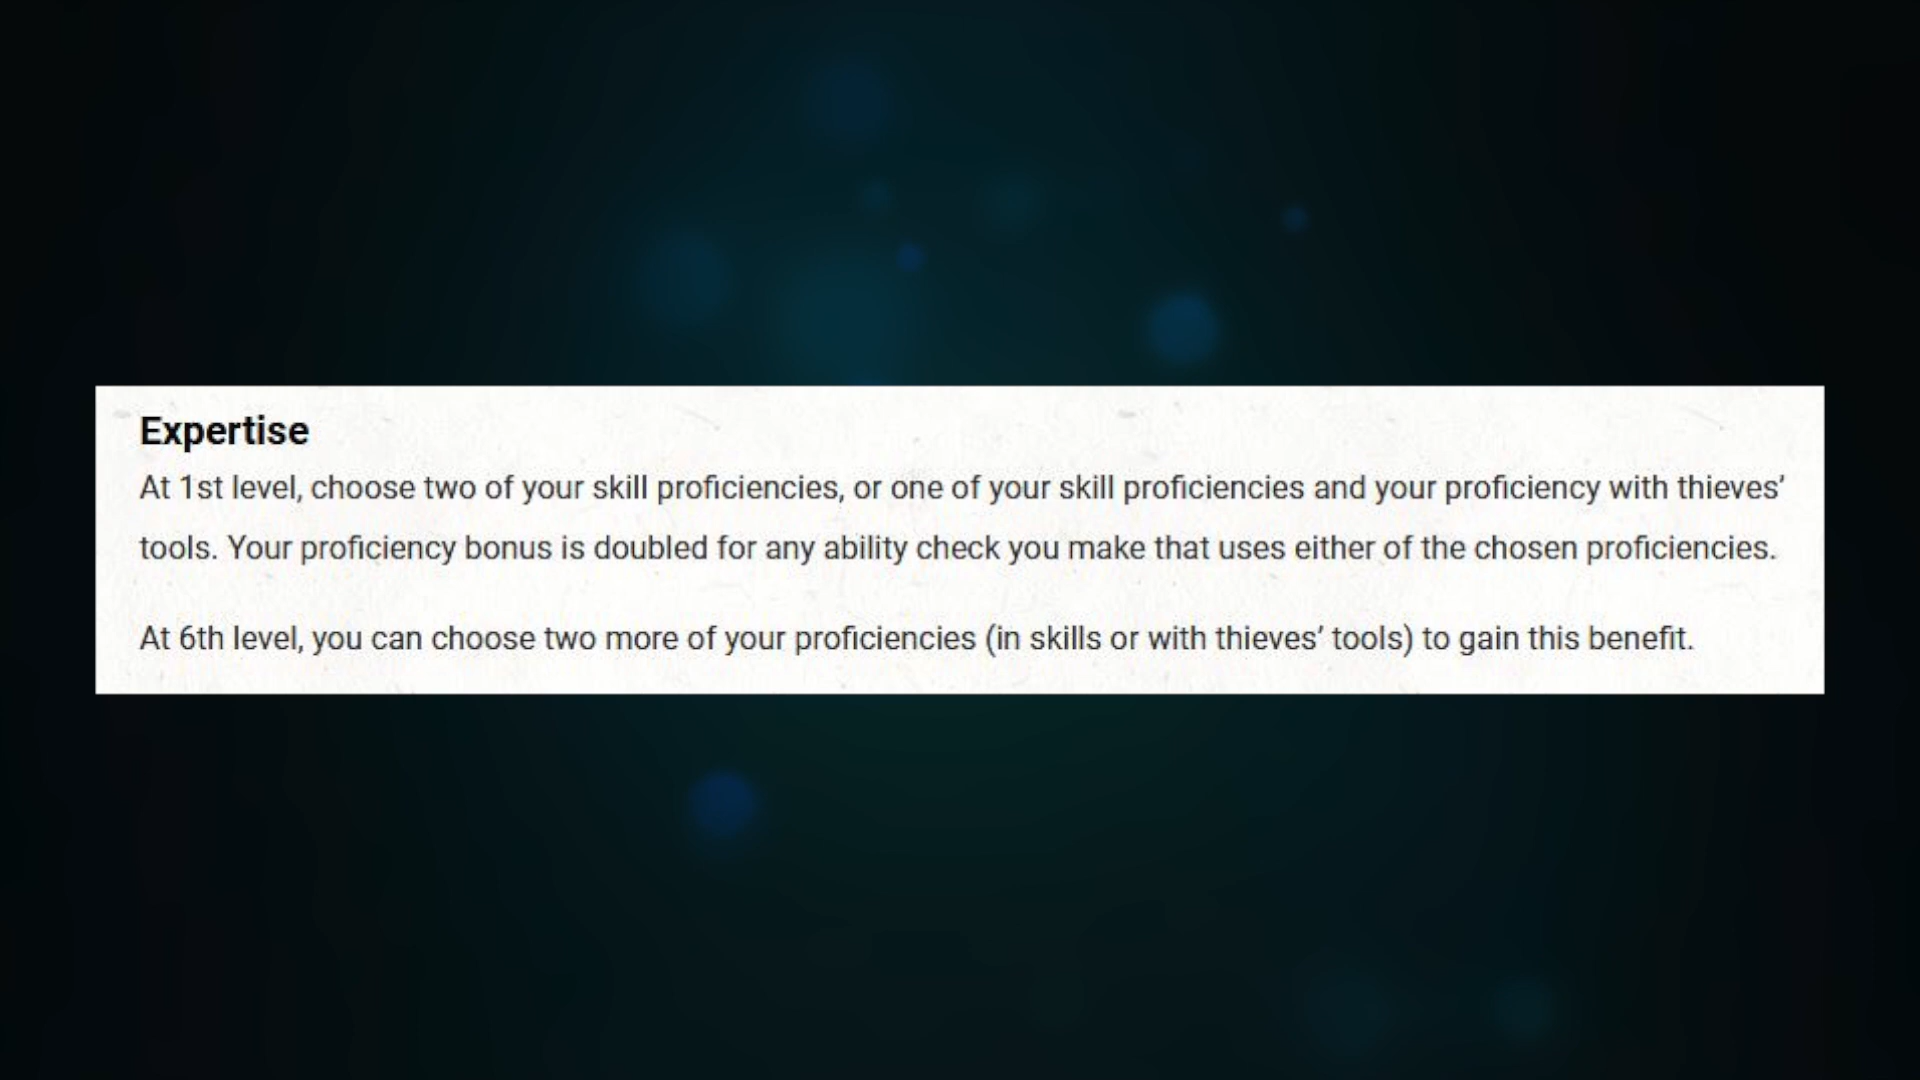 Expertise
At 1st level, choose two of your skill proficiencies, or one of your skill proficiencies and your proficiency with thieves’
tools. Your proficiency bonus is doubled for any ability check you make that uses either of the chosen proficiencies.
At 6th level, you can choose two more of your proficiencies (in skills or with thieves’ tools) to gain this benefit.